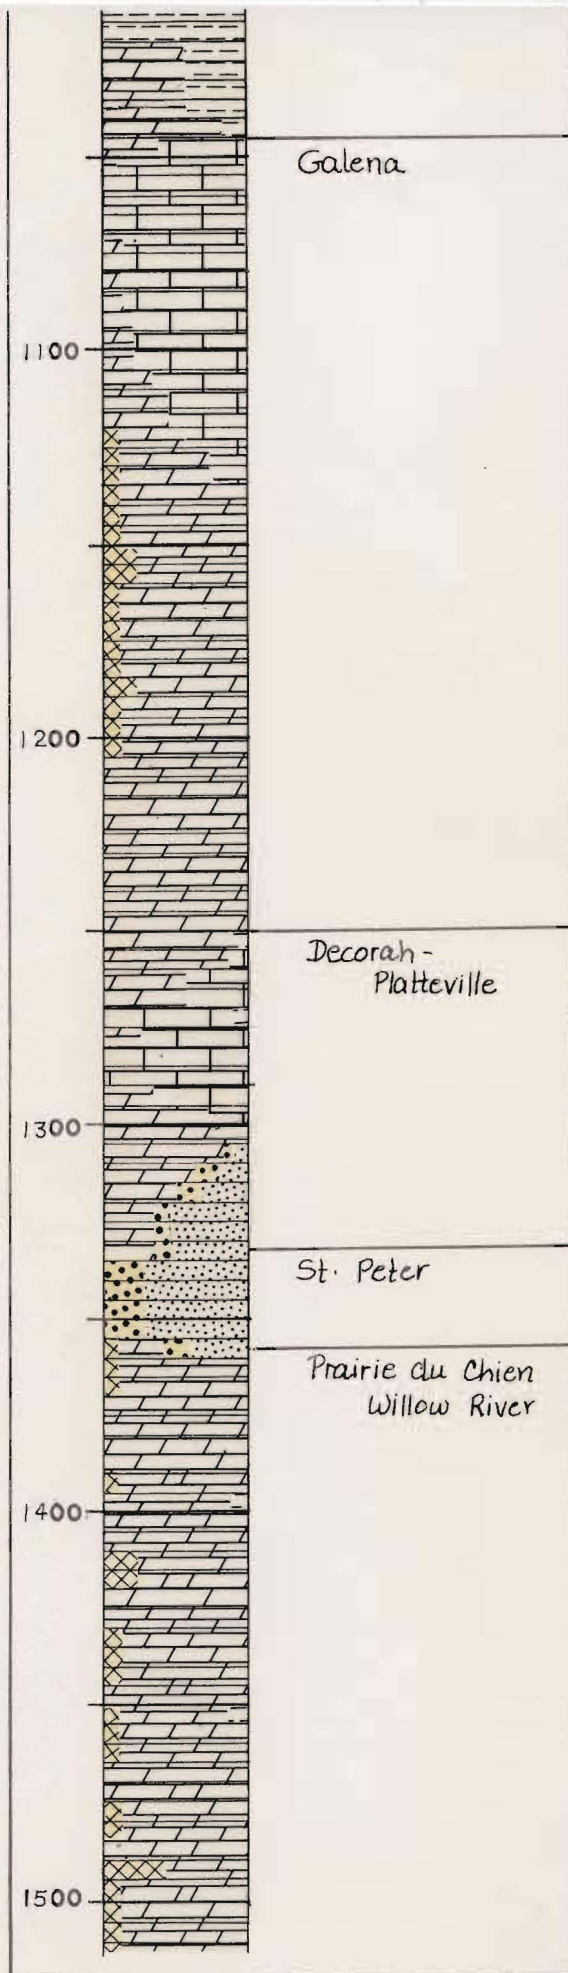 Galena
1100
1200
Decorah-
Platteville
1300
St. Peter
Prairie du Chien
Willow River
1400
1500